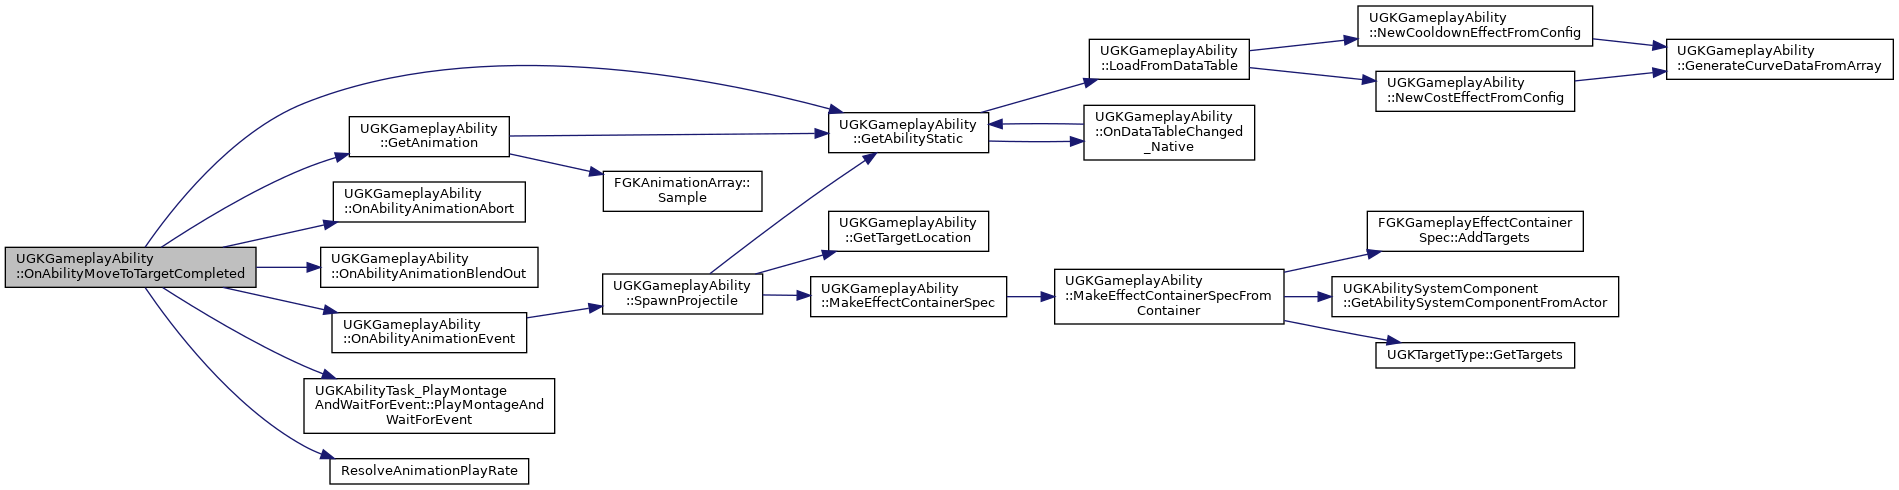 UGKGameplayAbility
::OnAbilityMoveToTargetCompleted
UGKGameplayAbility
::GetAnimation
UGKGameplayAbility
::OnAbilityAnimationAbort
UGKGameplayAbility
::OnAbilityAnimationBlendOut
UGKGameplayAbility
::OnAbilityAnimationEvent
UGKAbilityTask_PlayMontage
AndWaitForEvent::PlayMontageAnd
WaitForEvent
ResolveAnimationPlayRate
FGKAnimationArray::
Sample
UGKGameplayAbility
::SpawnProjectile
UGKGameplayAbility
::GetAbilityStatic
UGKGameplayAbility
::GetTargetLocation
UGKGameplayAbility
::MakeEffectContainerSpec
UGKGameplayAbility
::LoadFromDataTable
UGKGameplayAbility
::OnDataTableChanged
_Native
UGKGameplayAbility
::MakeEffectContainerSpecFrom
Container
UGKGameplayAbility
::NewCooldownEffectFromConfig
UGKGameplayAbility
::NewCostEffectFromConfig
FGKGameplayEffectContainer
Spec::AddTargets
UGKAbilitySystemComponent
::GetAbilitySystemComponentFromActor
UGKTargetType::GetTargets
UGKGameplayAbility
::GenerateCurveDataFromArray